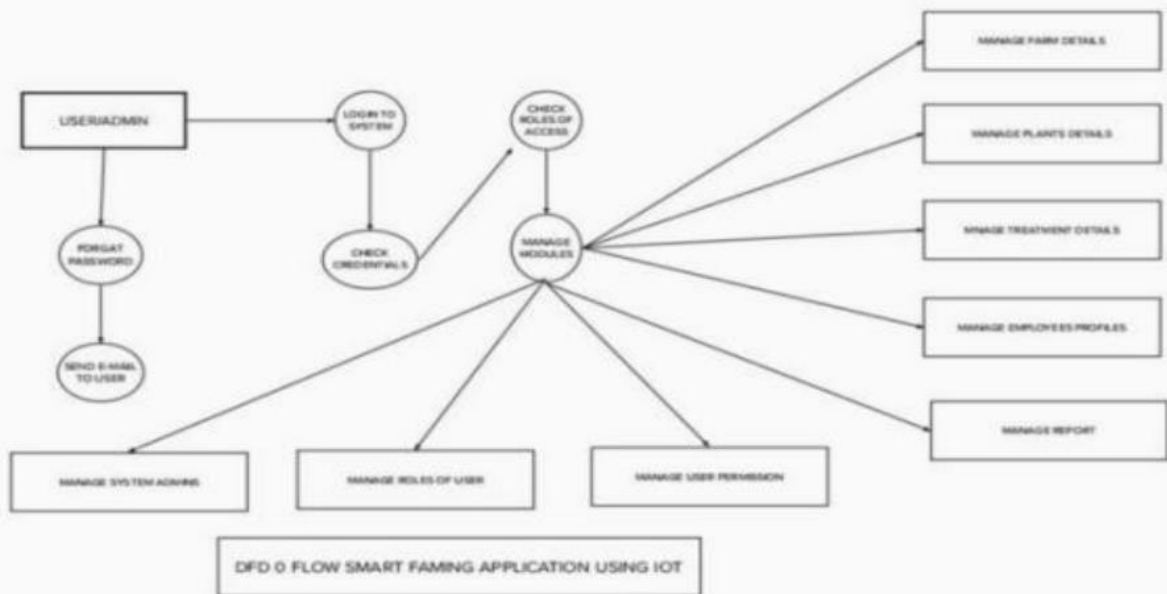 MANAGE FARM DETAILS
USER/ADMIN
LOGIN TO
SYSTEM
CHECK
ROLES OF
ACCESS
MANAGE PLANTS DETAILS
FORGAT
PASSWORD
CHECK
CREDENTIALS
MANAGE
MODULES
MNAGE TREATMENT DETAILS
MANAGE EMPLOYEES PROFILES
SEND E-MAIL
TO USER
MANAGE REPORT
MANAGE SYSTEM ADMINS
MANAGE ROLES OF USER
MANAGE USER PERMISSION
DFD 0 FLOW SMART FAMING APPLICATION USING IOT